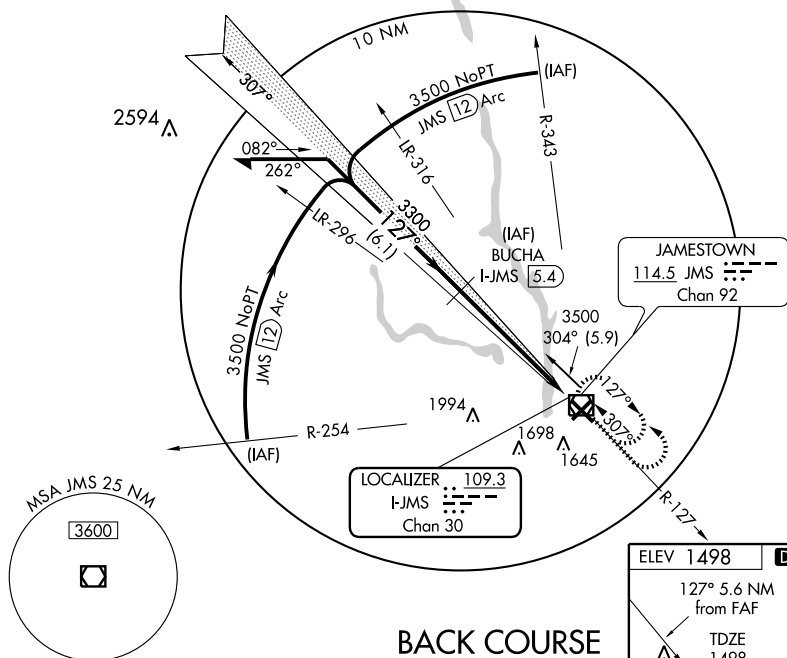 10 NM
307°
3500 NoPT
(IAF)
JMS 12 Arc
2594
R-343
LR-316
082°
262°
LR-296
3300
127°
(6.1)
(IAF)
BUCHA
I-JMS 5.4
JAMESTOWN
114.5 JMS
Chan 92
3500 NoPT
JMS 12 Arc
3500
304° (5.9)
127°
307°
1994
1698
1645
R-254
(IAF)
LOCALIZER 109.3
I-JMS
Chan 30
R-127
MSA JMS 25 NM
3600
ELEV 1498 D
127° 5.6 NM
from FAF
TDZE
1498
BACK COURSE